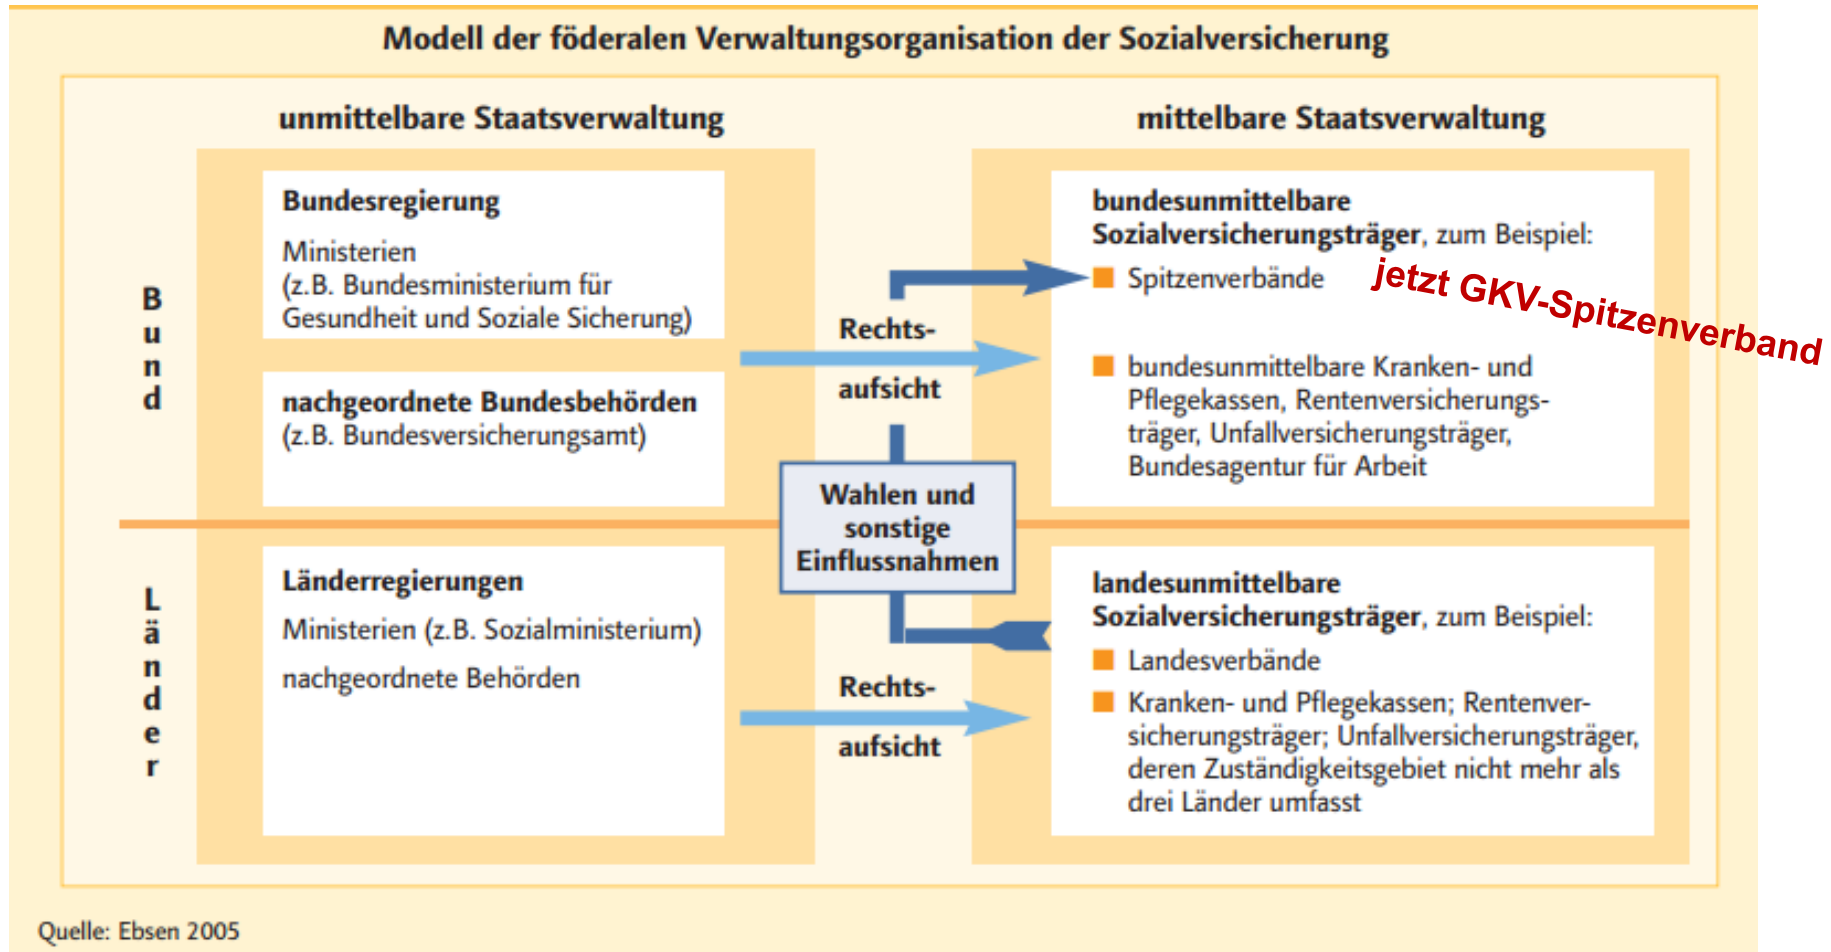 Modell der föderalen Verwaltungsorganisation der Sozialversicherung
unmittelbare Staatsverwaltung
mittelbare Staatsverwaltung
Bund
Bundesregierung
Ministerien
(z.B. Bundesministerium für
Gesundheit und Soziale Sicherung)
nachgeordnete Bundesbehörden
(z.B. Bundesversicherungsamt)
Rechts-
aufsicht
bundesunmittelbare
Sozialversicherungsträger, zum Beispiel:
Spitzenverbände
jetzt GKV-Spitzenverband
bundesunmittelbare Kranken- und
Pflegekassen, Rentenversicherungs-
träger, Unfallversicherungsträger,
Bundesagentur für Arbeit
Wahlen und
sonstige
Einflussnahmen
Länder
Länderregierungen
Ministerien (z.B. Sozialministerium)
nachgeordnete Behörden
Rechts-
aufsicht
landesunmittelbare
Sozialversicherungsträger, zum Beispiel:
Landesverbände
Kranken- und Pflegekassen; Rentenver-
sicherungsträger; Unfallversicherungsträger,
deren Zuständigkeitsgebiet nicht mehr als
drei Länder umfasst
Quelle: Ebsen 2005